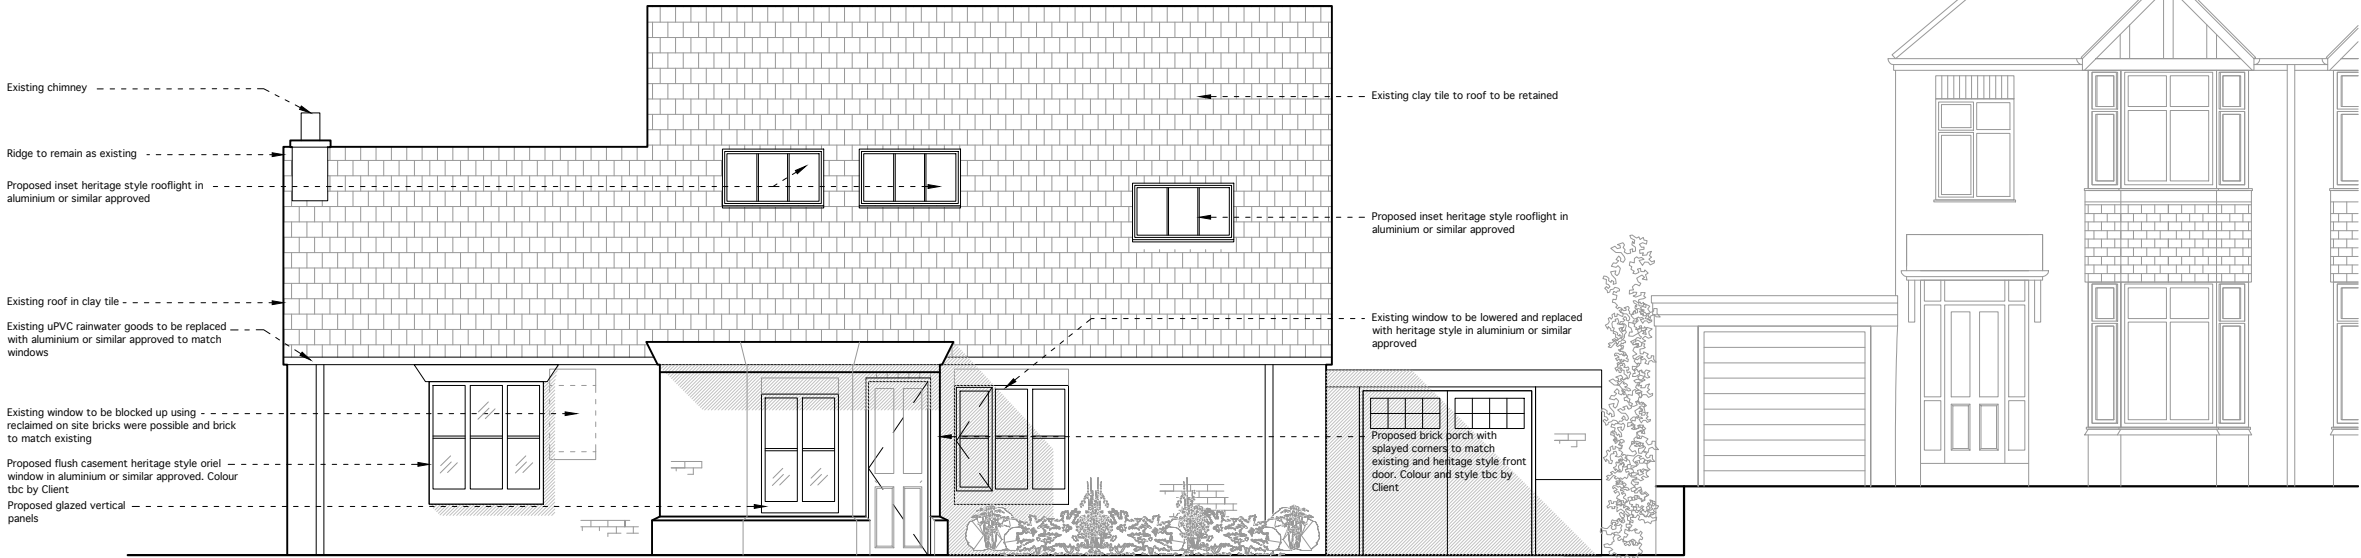 Existing chimney
Ridge to remain as existing
Proposed inset heritage style rooflight in
aluminium or similar approved
Existing roof in clay tile
Existing uPVC rainwater goods to be replaced
with aluminium or similar approved to match
windows
Existing window to be blocked up using
reclaimed on site bricks were possible and brick
to match existing
Proposed flush casement heritage style oriel
window in aluminium or similar approved. Colour
tbc by Client
Proposed glazed vertical
panels
Existing clay tile to roof to be retained
Proposed inset heritage style rooflight in
aluminium or similar approved
Existing window to be lowered and replaced
with heritage style in aluminium or similar
approved
Proposed brick porch with
splayed corners to match
existing and heritage style front
door. Colour and style tbc by
Client